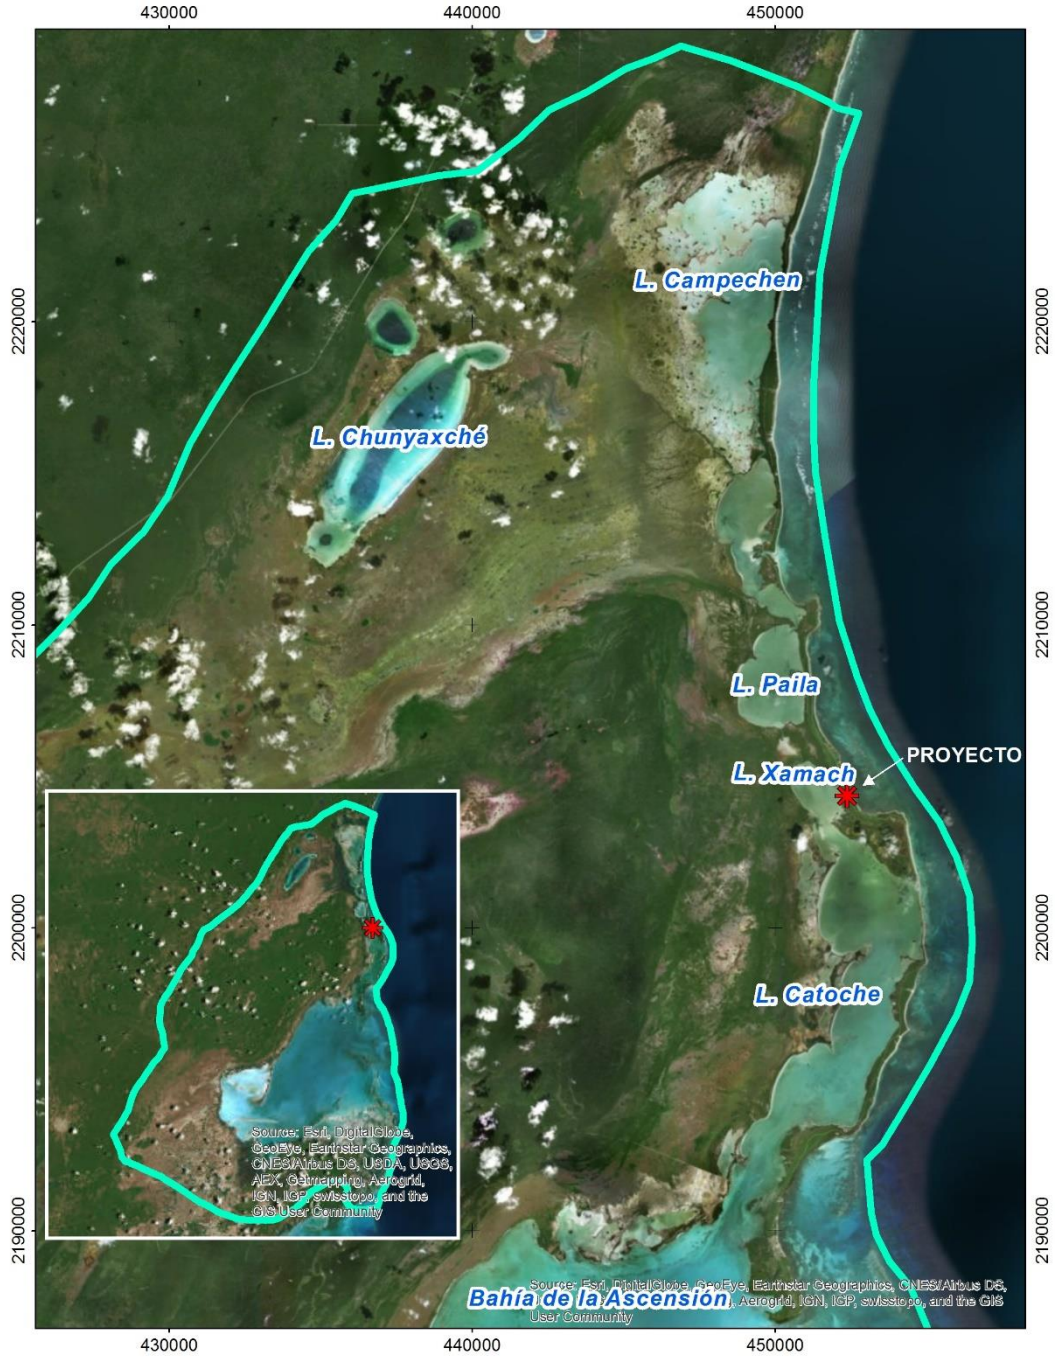 430000 440000 450000
L. Campechen
2220000 2220000
L. Chunyaxché
2210000 2210000
L. Paila
PROYECTO
L. Xamach
2200000 2200000
L. Catoche
Source: Esri, DigitalGlobe,
GeoEye, Earthstar Geographics,
CNES/Airbus DS, USDA, USGS,
AEX, Getmapping, Aerogrid,
IGN, IGP, swisstopo, and the
GIS User Community
2190000 2190000
Source: Esri, DigitalGlobe, GeoEye, Earthstar Geographics, CNES/Airbus DS,
Bahía de la Ascensión, Aerogrid, IGN, IGP, swisstopo, and the GIS
User Community
430000 440000 450000